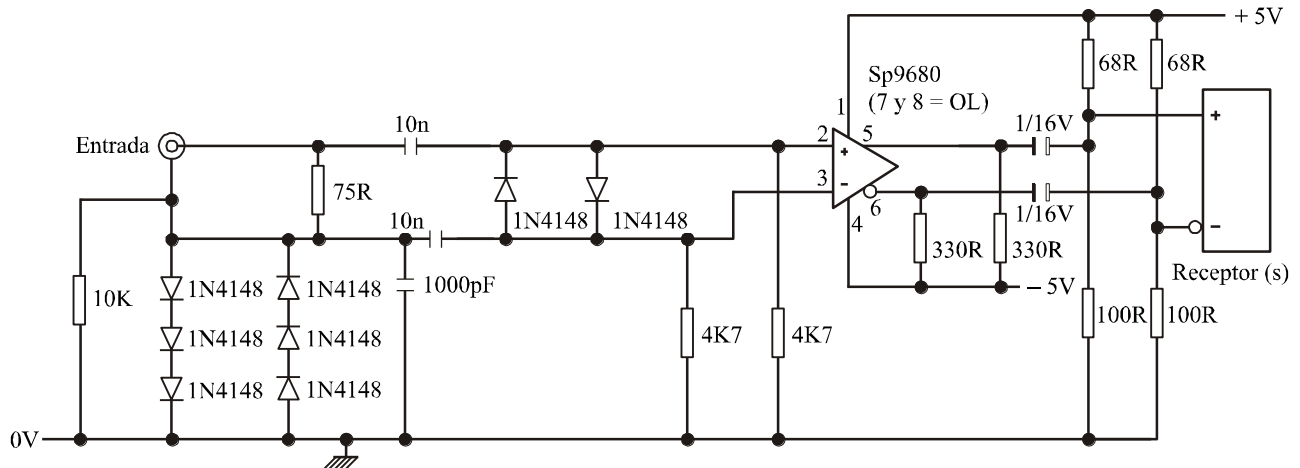 + 5V
68R
68R
Sp9680
(7 y 8 = OL)
1
10n
2
5
1/16V
+
Entrada
+
75R
3
-
6
1/16V
10n
1N4148
1N4148
4
-
330R
330R
Receptor (s)
10K
1N4148
1N4148
1000pF
– 5V
100R
100R
1N4148
1N4148
4K7
4K7
1N4148
1N4148
0V